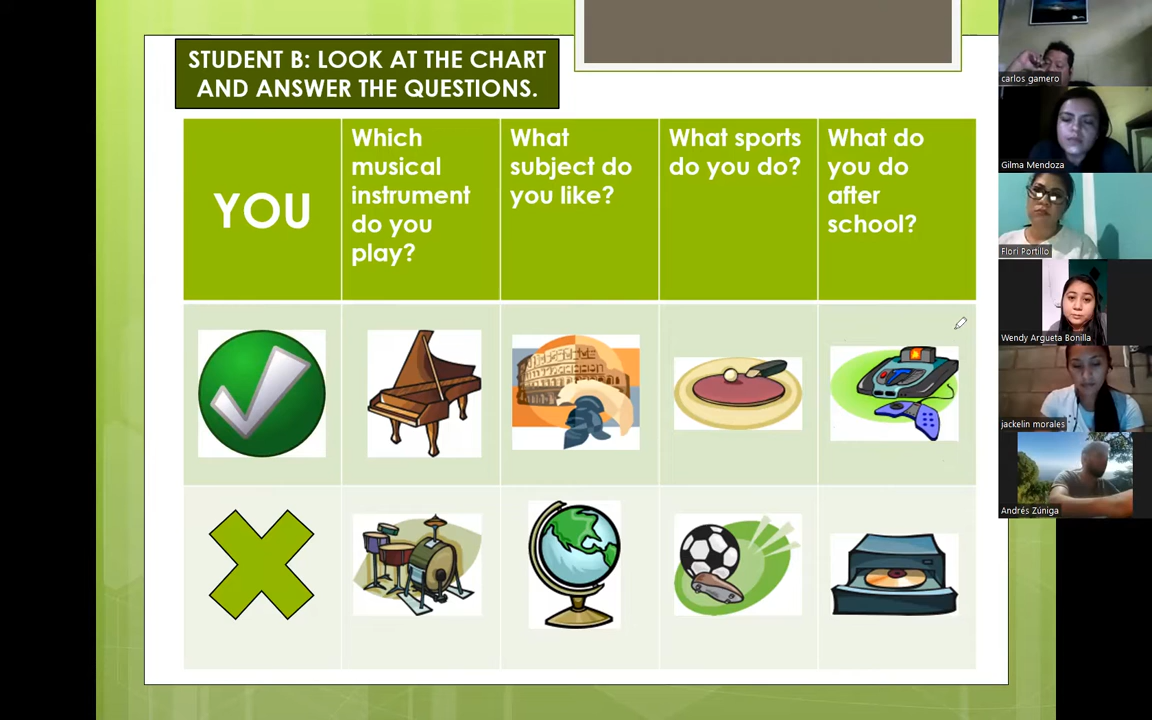 STUDENT B: LOOK AT THE CHART
AND ANSWER THE QUESTIONS.
YOU
Which
musical
instrument
do you
play?
What
subject do
you like?
What sports
do you do?
What do
you do
after
school?
carlos gamero
Gilma Mendoza
Flori Portillo
Wendy Argueta Bonilla
jackelin morales
Andrés Zúniga